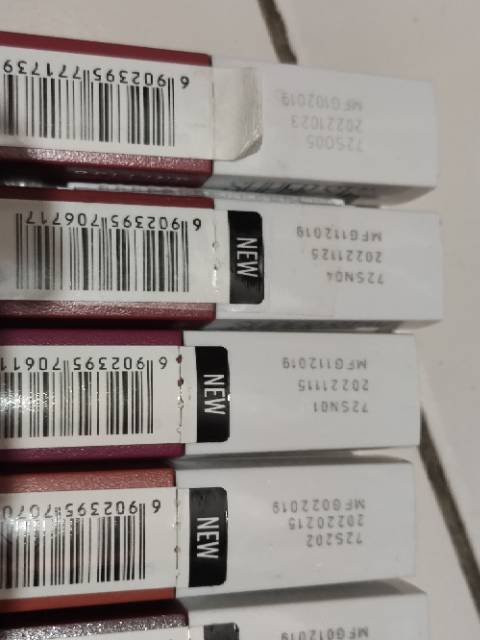 6 902395 771739
72S005
20221023
MFG102019
6 902395 706717
NEW
72SN04
20221125
MFG112019
6 902395 70611
NEW
72SN01
20221115
MFG112019
6 902395 7070
NEW
72S202
20220215
MFG022019
MFG012019